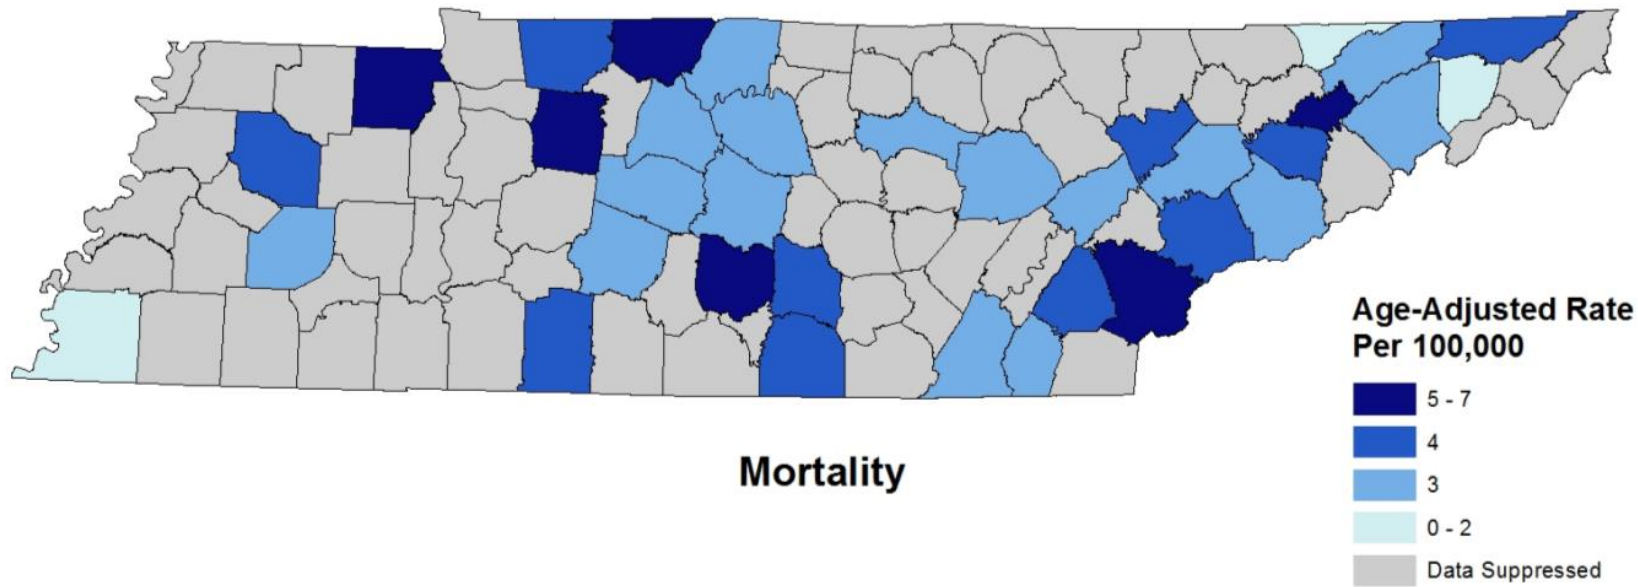 Mortality
Age-Adjusted Rate
Per 100,000
5 - 7
4
3
0 - 2
Data Suppressed